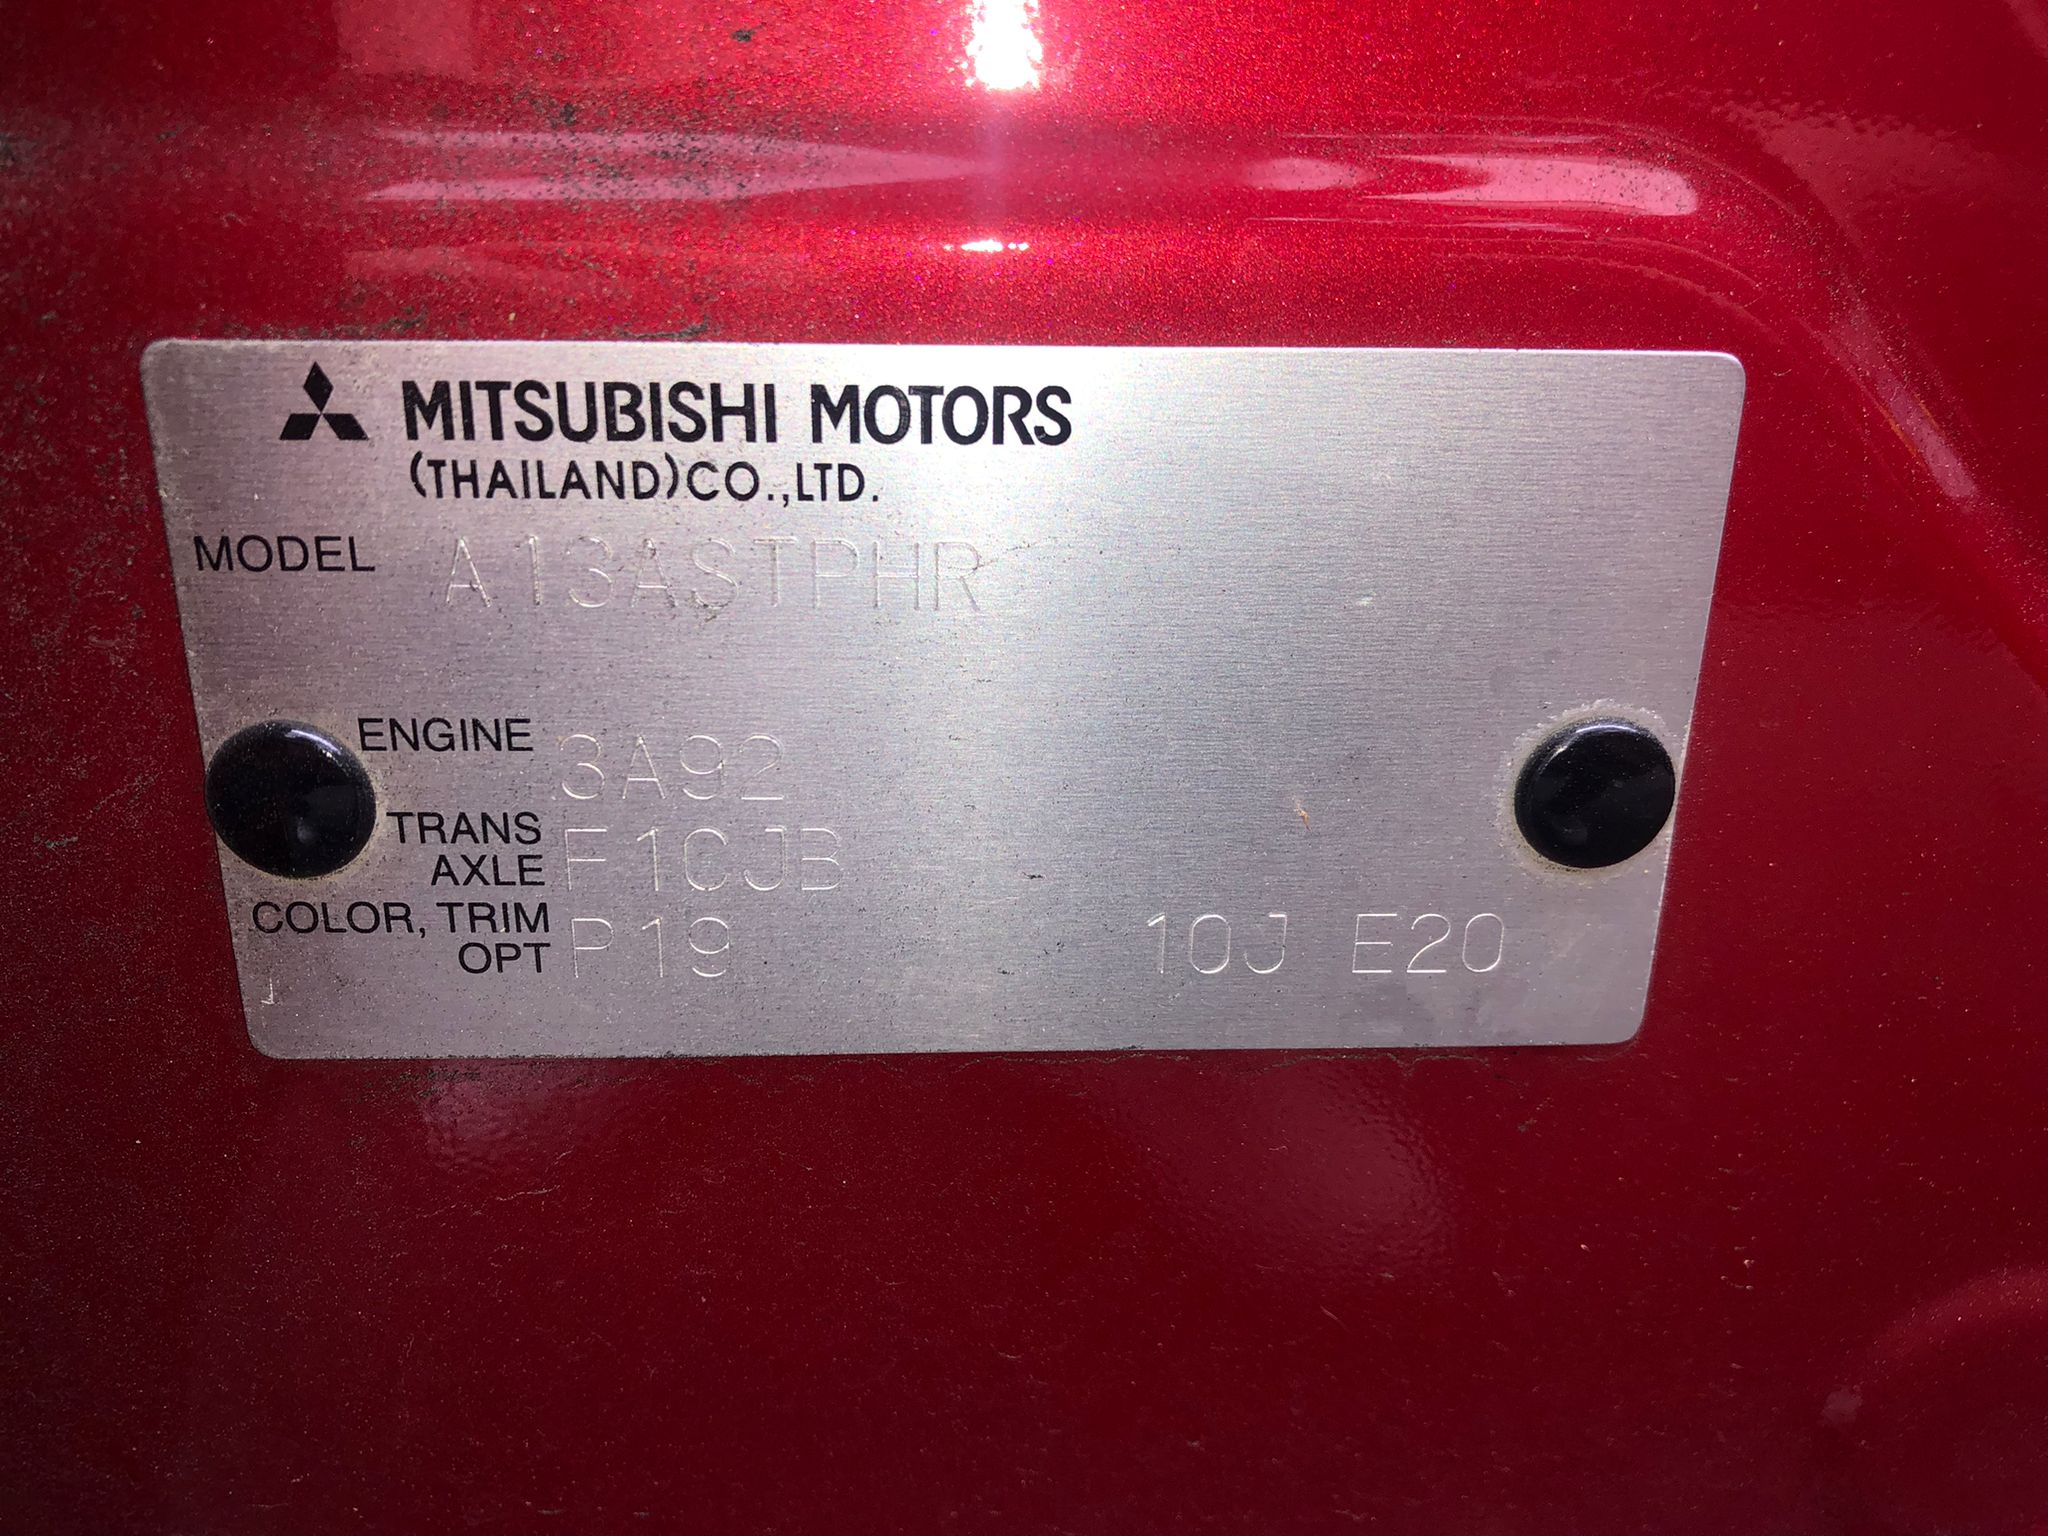 MITSUBISHI MOTORS
(THAILAND)CO.,LTD.
MODEL A13ASTPHR
ENGINE 3A92
TRANS
AXLE F1CJB
COLOR, TRIM
OPT P19 10J E20